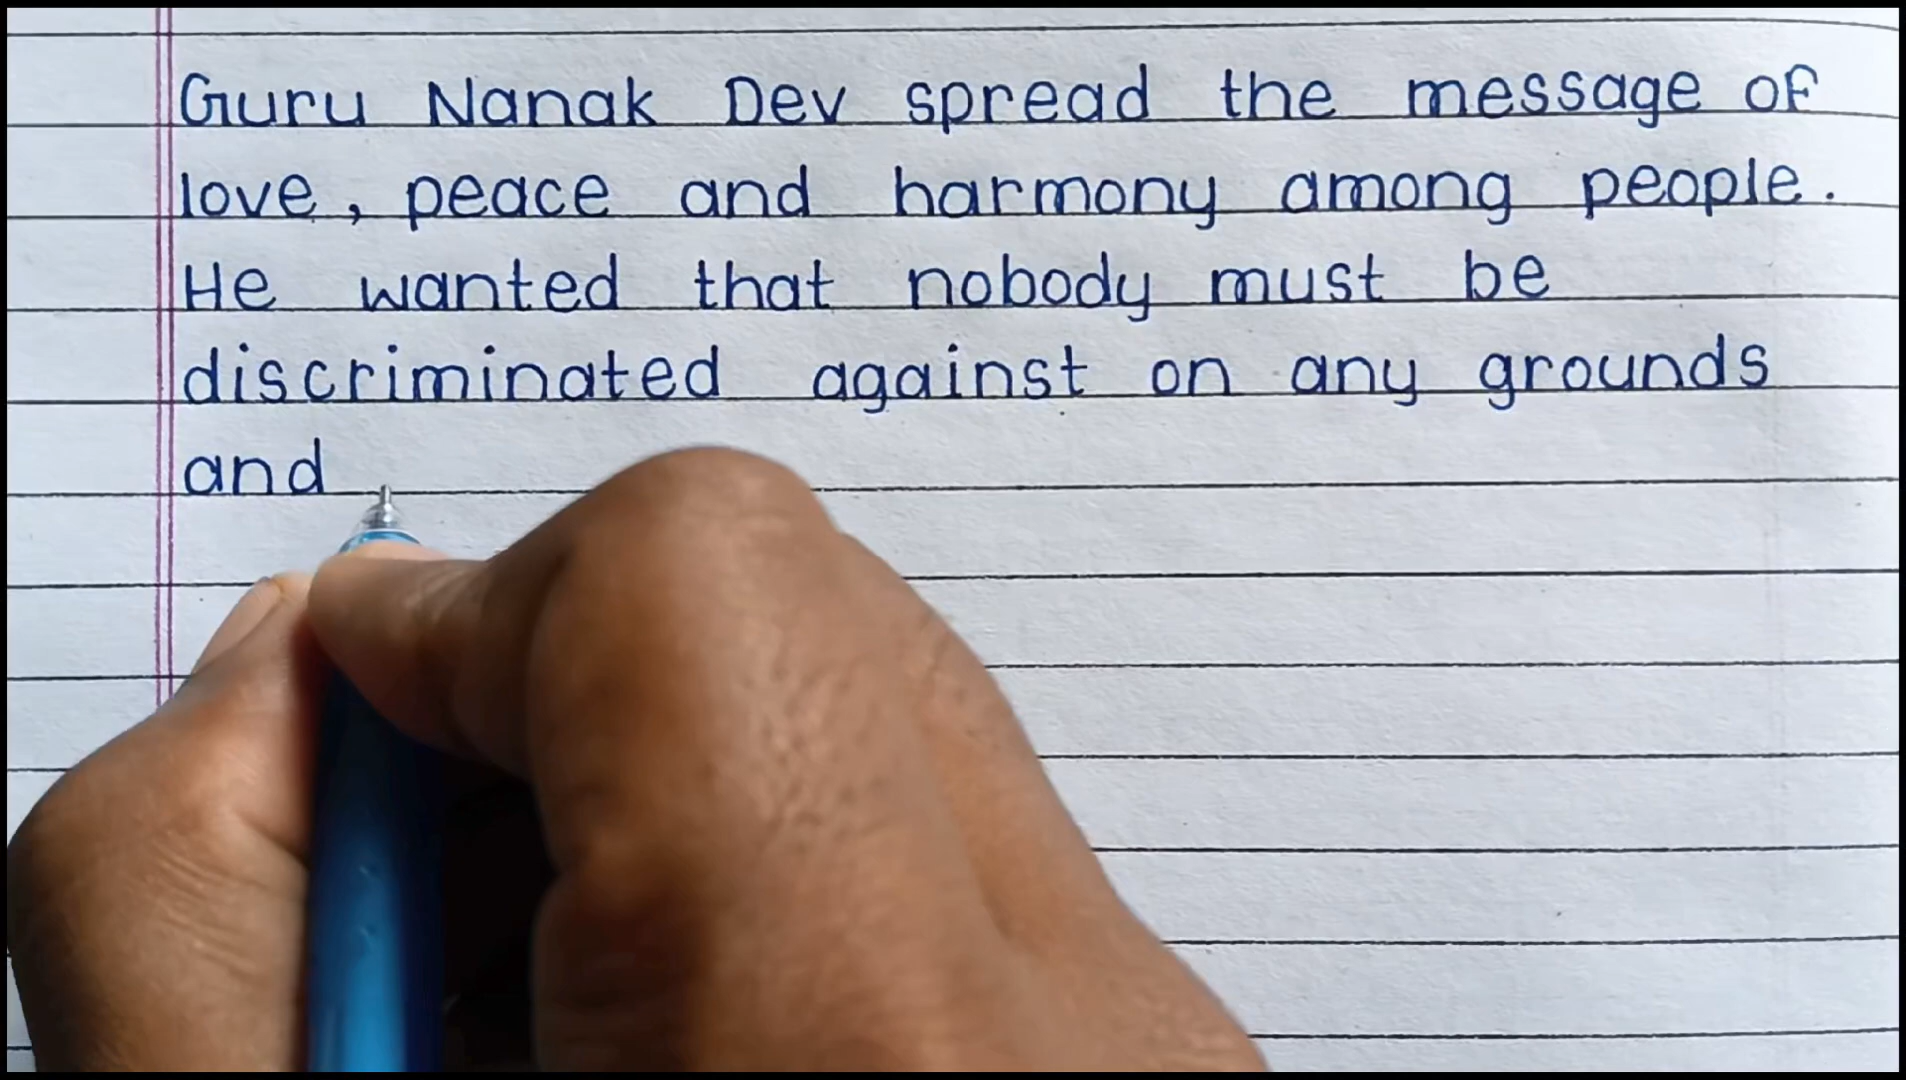 Guru Nanak Dev spread the message of
love, peace and harmony among people.
He wanted that nobody must be
discriminated against on any grounds
and